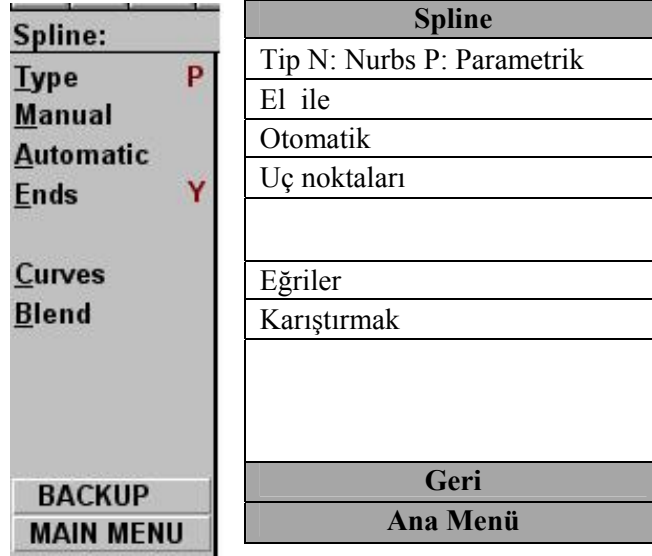 Spline:
Type P
Manual
Automatic
Ends Y
Curves
Blend
BACKUP
MAIN MENU
Spline
Tip N: Nurbs P: Parametrik
El ile
Otomatik
Uç noktaları
Eğriler
Karıştırmak
Geri
Ana Menü